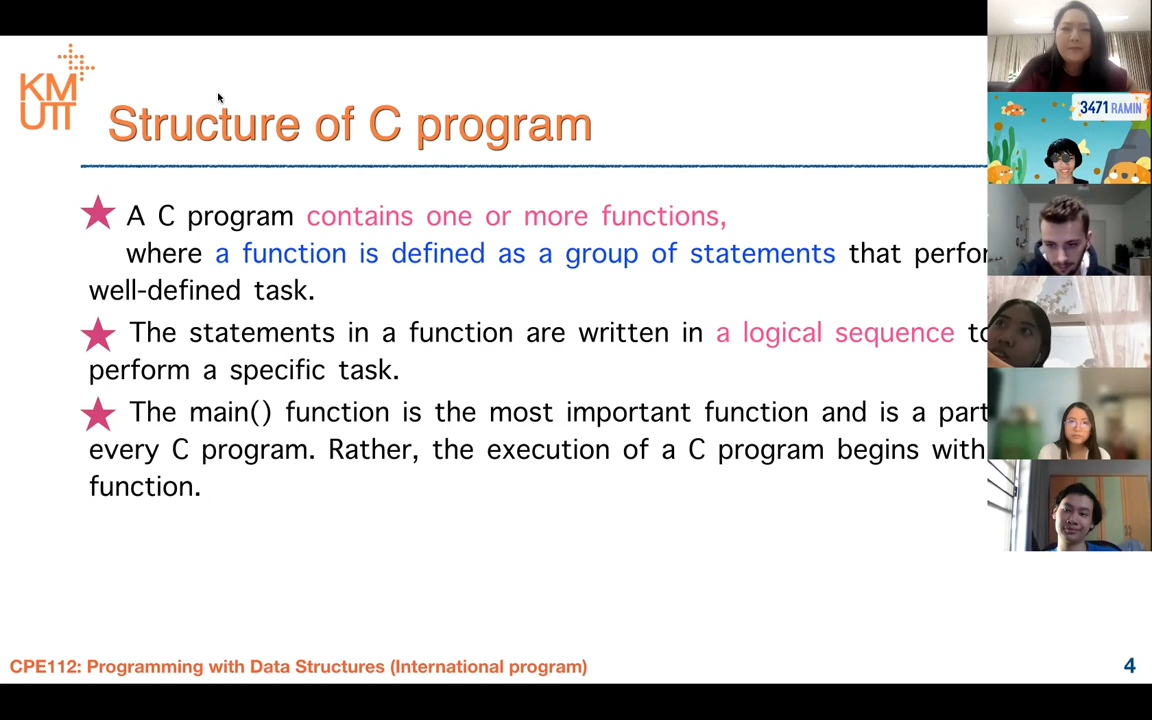 KM
UTT
Structure of C program
A C program contains one or more functions,
where a function is defined as a group of statements that
well-defined task.
The statements in a function are written in a logical sequence to
perform a specific task.
The main() function is the most important function and is a part
every C program. Rather, the execution of a C program begins with
function.
CPE112: Programming with Data Structures (International program)
4
3471 RAMIN